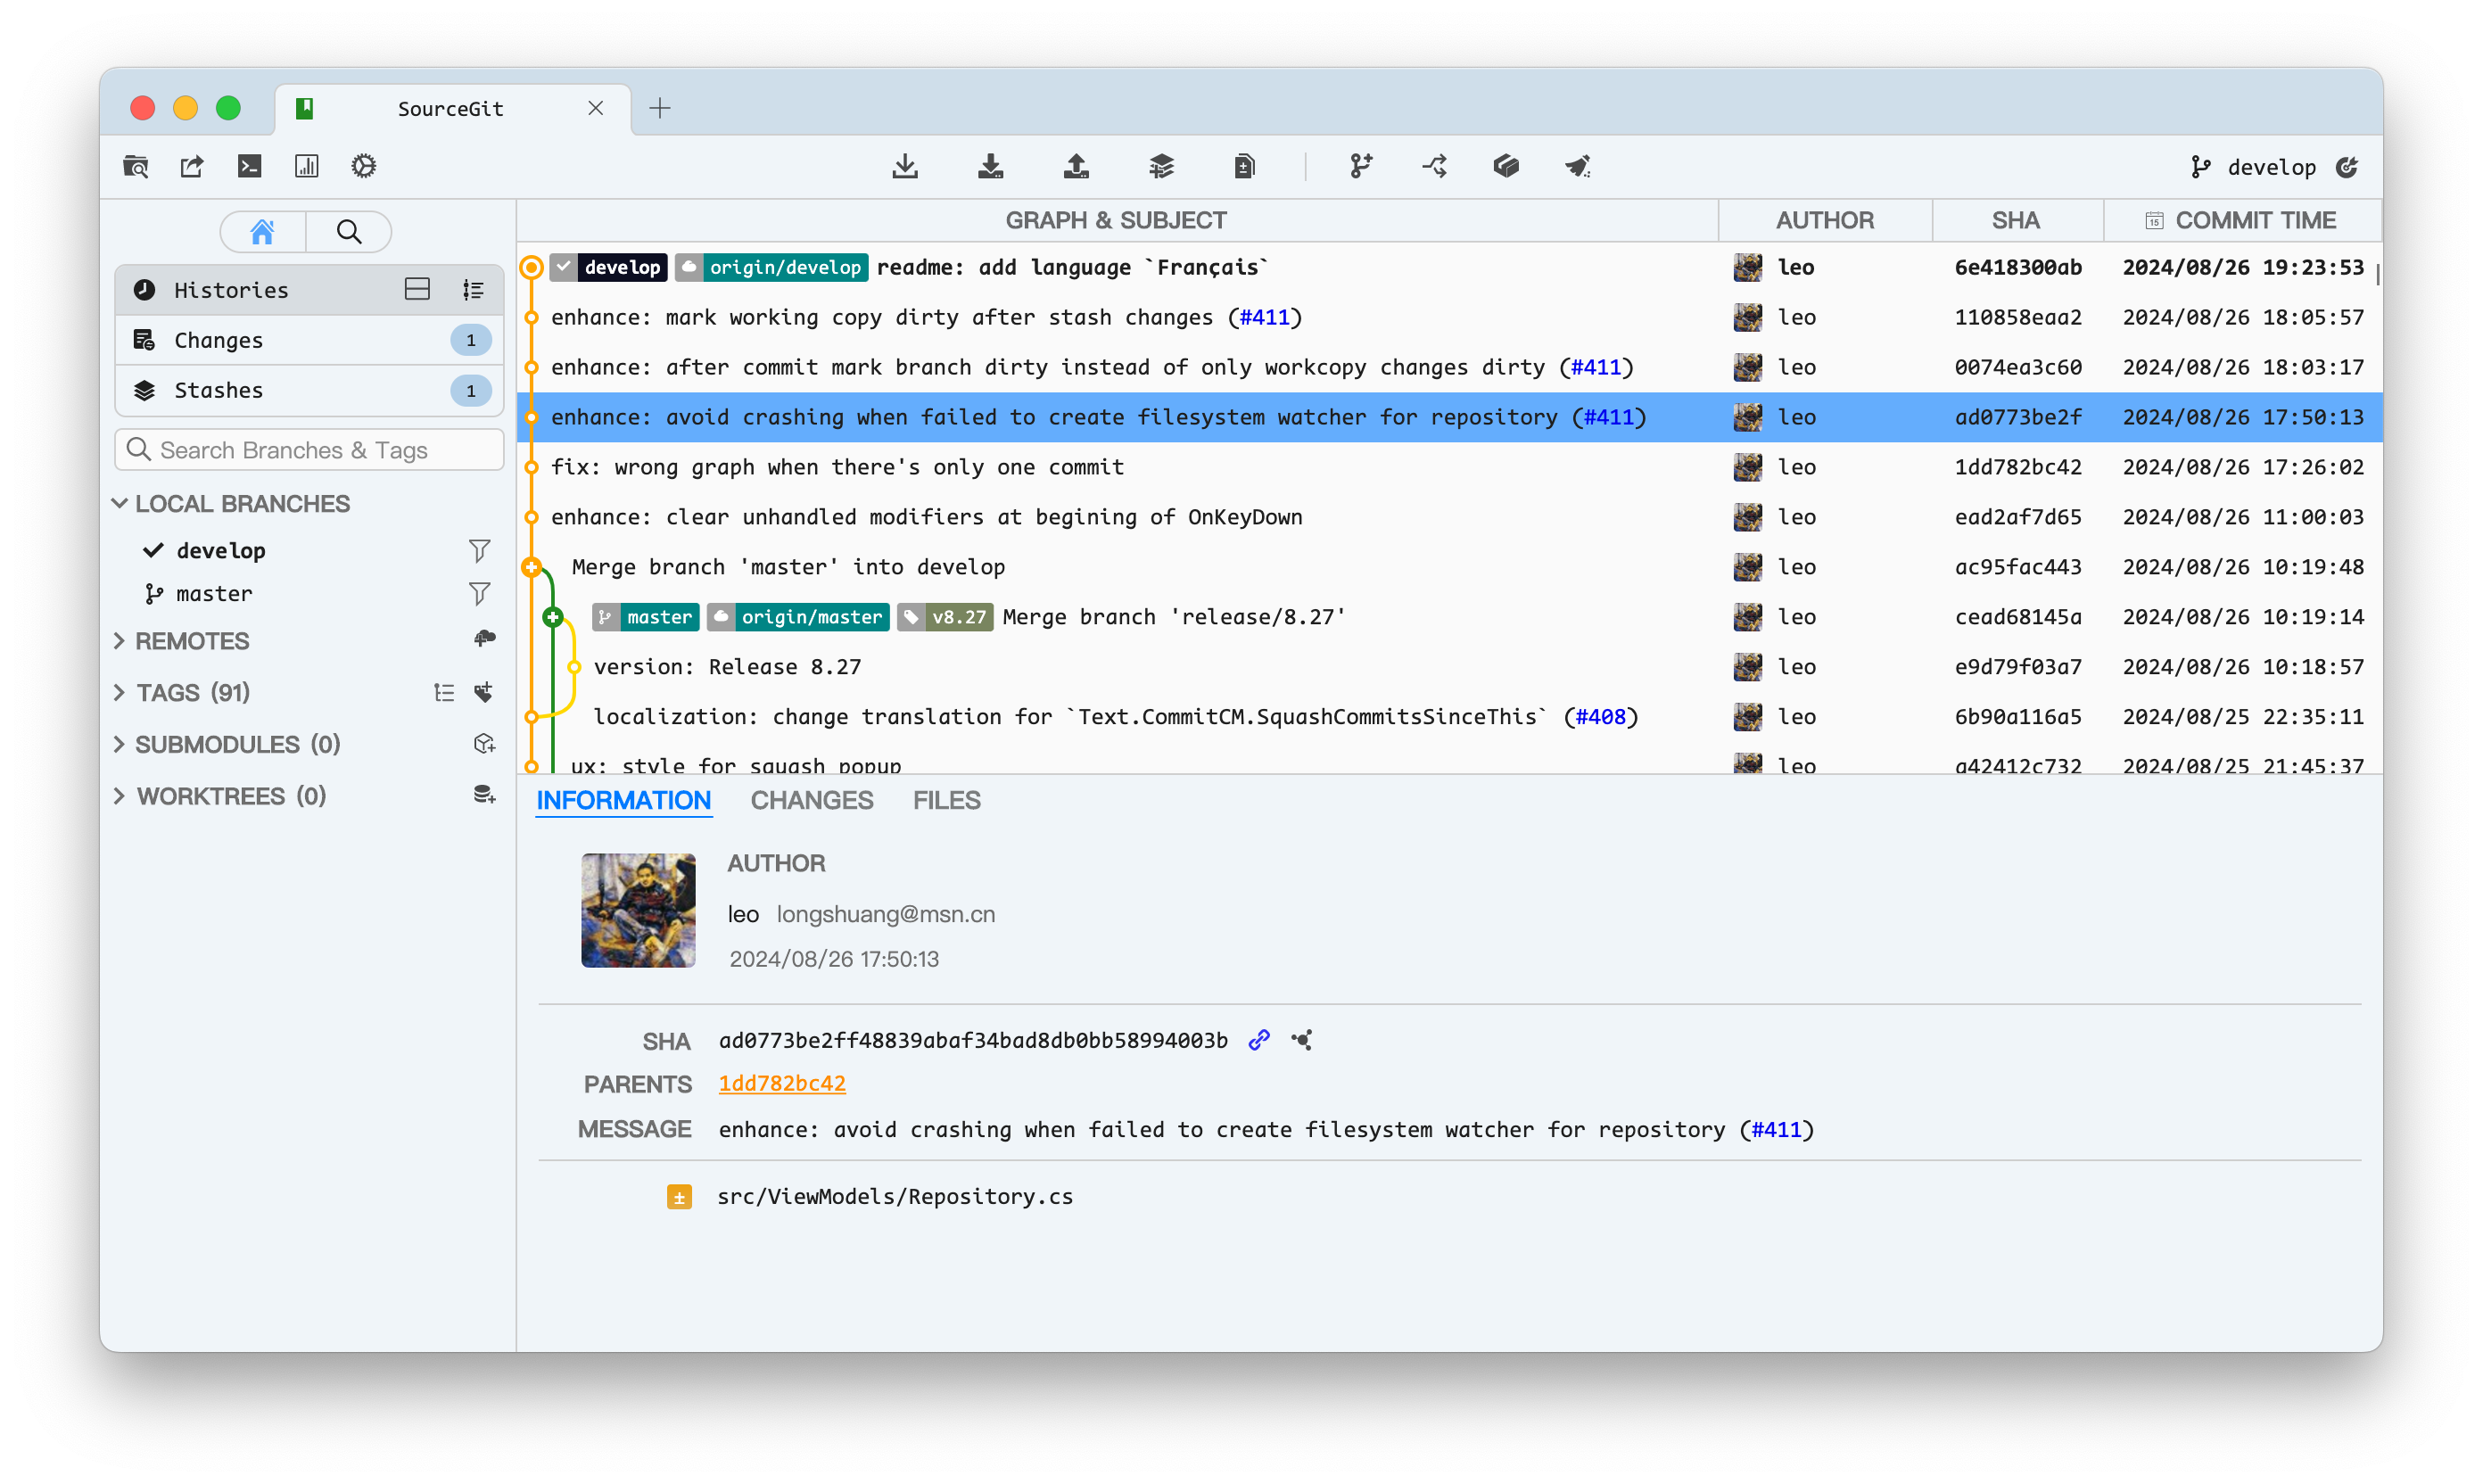 SourceGit
develop
GRAPH & SUBJECT AUTHOR SHA 15 COMMIT TIME
Histories
Changes 1
Stashes 1
Search Branches & Tags
LOCAL BRANCHES
develop
master
REMOTES
TAGS (91)
SUBMODULES (0)
WORKTREES (0)
develop origin/develop readme: add language `Français` leo 6e418300ab 2024/08/26 19:23:53
enhance: mark working copy dirty after stash changes (#411) leo 110858eaa2 2024/08/26 18:05:57
enhance: after commit mark branch dirty instead of only workcopy changes dirty (#411) leo 0074ea3c60 2024/08/26 18:03:17
enhance: avoid crashing when failed to create filesystem watcher for repository (#411) leo ad0773be2f 2024/08/26 17:50:13
fix: wrong graph when there's only one commit leo 1dd782bc42 2024/08/26 17:26:02
enhance: clear unhandled modifiers at begining of OnKeyDown leo ead2af7d65 2024/08/26 11:00:03
Merge branch 'master' into develop leo ac95fac443 2024/08/26 10:19:48
master origin/master v8.27 Merge branch 'release/8.27' leo cead68145a 2024/08/26 10:19:14
version: Release 8.27 leo e9d79f03a7 2024/08/26 10:18:57
localization: change translation for `Text.CommitCM.SquashCommitsSinceThis` (#408) leo 6b90a116a5 2024/08/25 22:35:11
ux: style for squash popup leo a42412c732 2024/08/25 21:45:37
INFORMATION CHANGES FILES
AUTHOR
leo longshuang@msn.cn
2024/08/26 17:50:13
SHA ad0773be2ff48839abaf34bad8db0bb58994003b
PARENTS 1dd782bc42
MESSAGE enhance: avoid crashing when failed to create filesystem watcher for repository (#411)
± src/ViewModels/Repository.cs